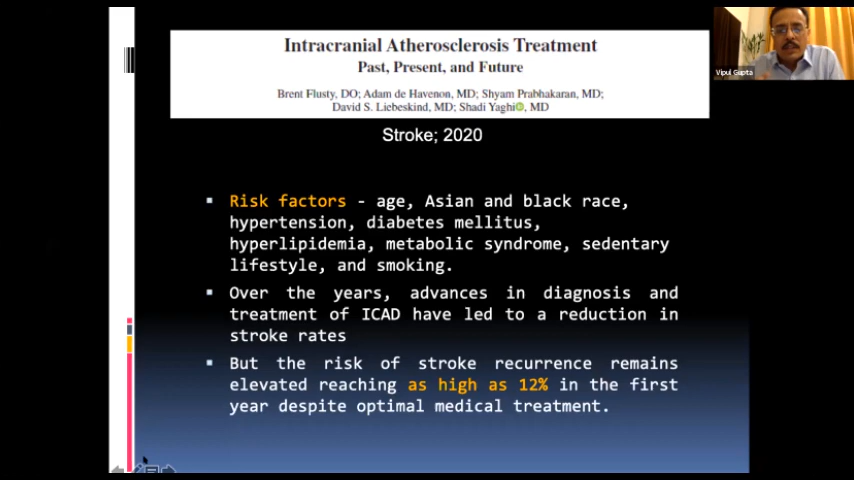 Intracranial Atherosclerosis Treatment
Past, Present, and Future
Brent Flusty, DO; Adam de Havenon, MD; Shyam Prabhakaran, MD;
David S. Liebeskind, MD; Shadi Yaghi, MD
Stroke; 2020
Vipul Gupta
▪ Risk factors - age, Asian and black race,
hypertension, diabetes mellitus,
hyperlipidemia, metabolic syndrome, sedentary
lifestyle, and smoking.
▪ Over the years, advances in diagnosis and
treatment of ICAD have led to a reduction in
stroke rates
▪ But the risk of stroke recurrence remains
elevated reaching as high as 12% in the first
year despite optimal medical treatment.